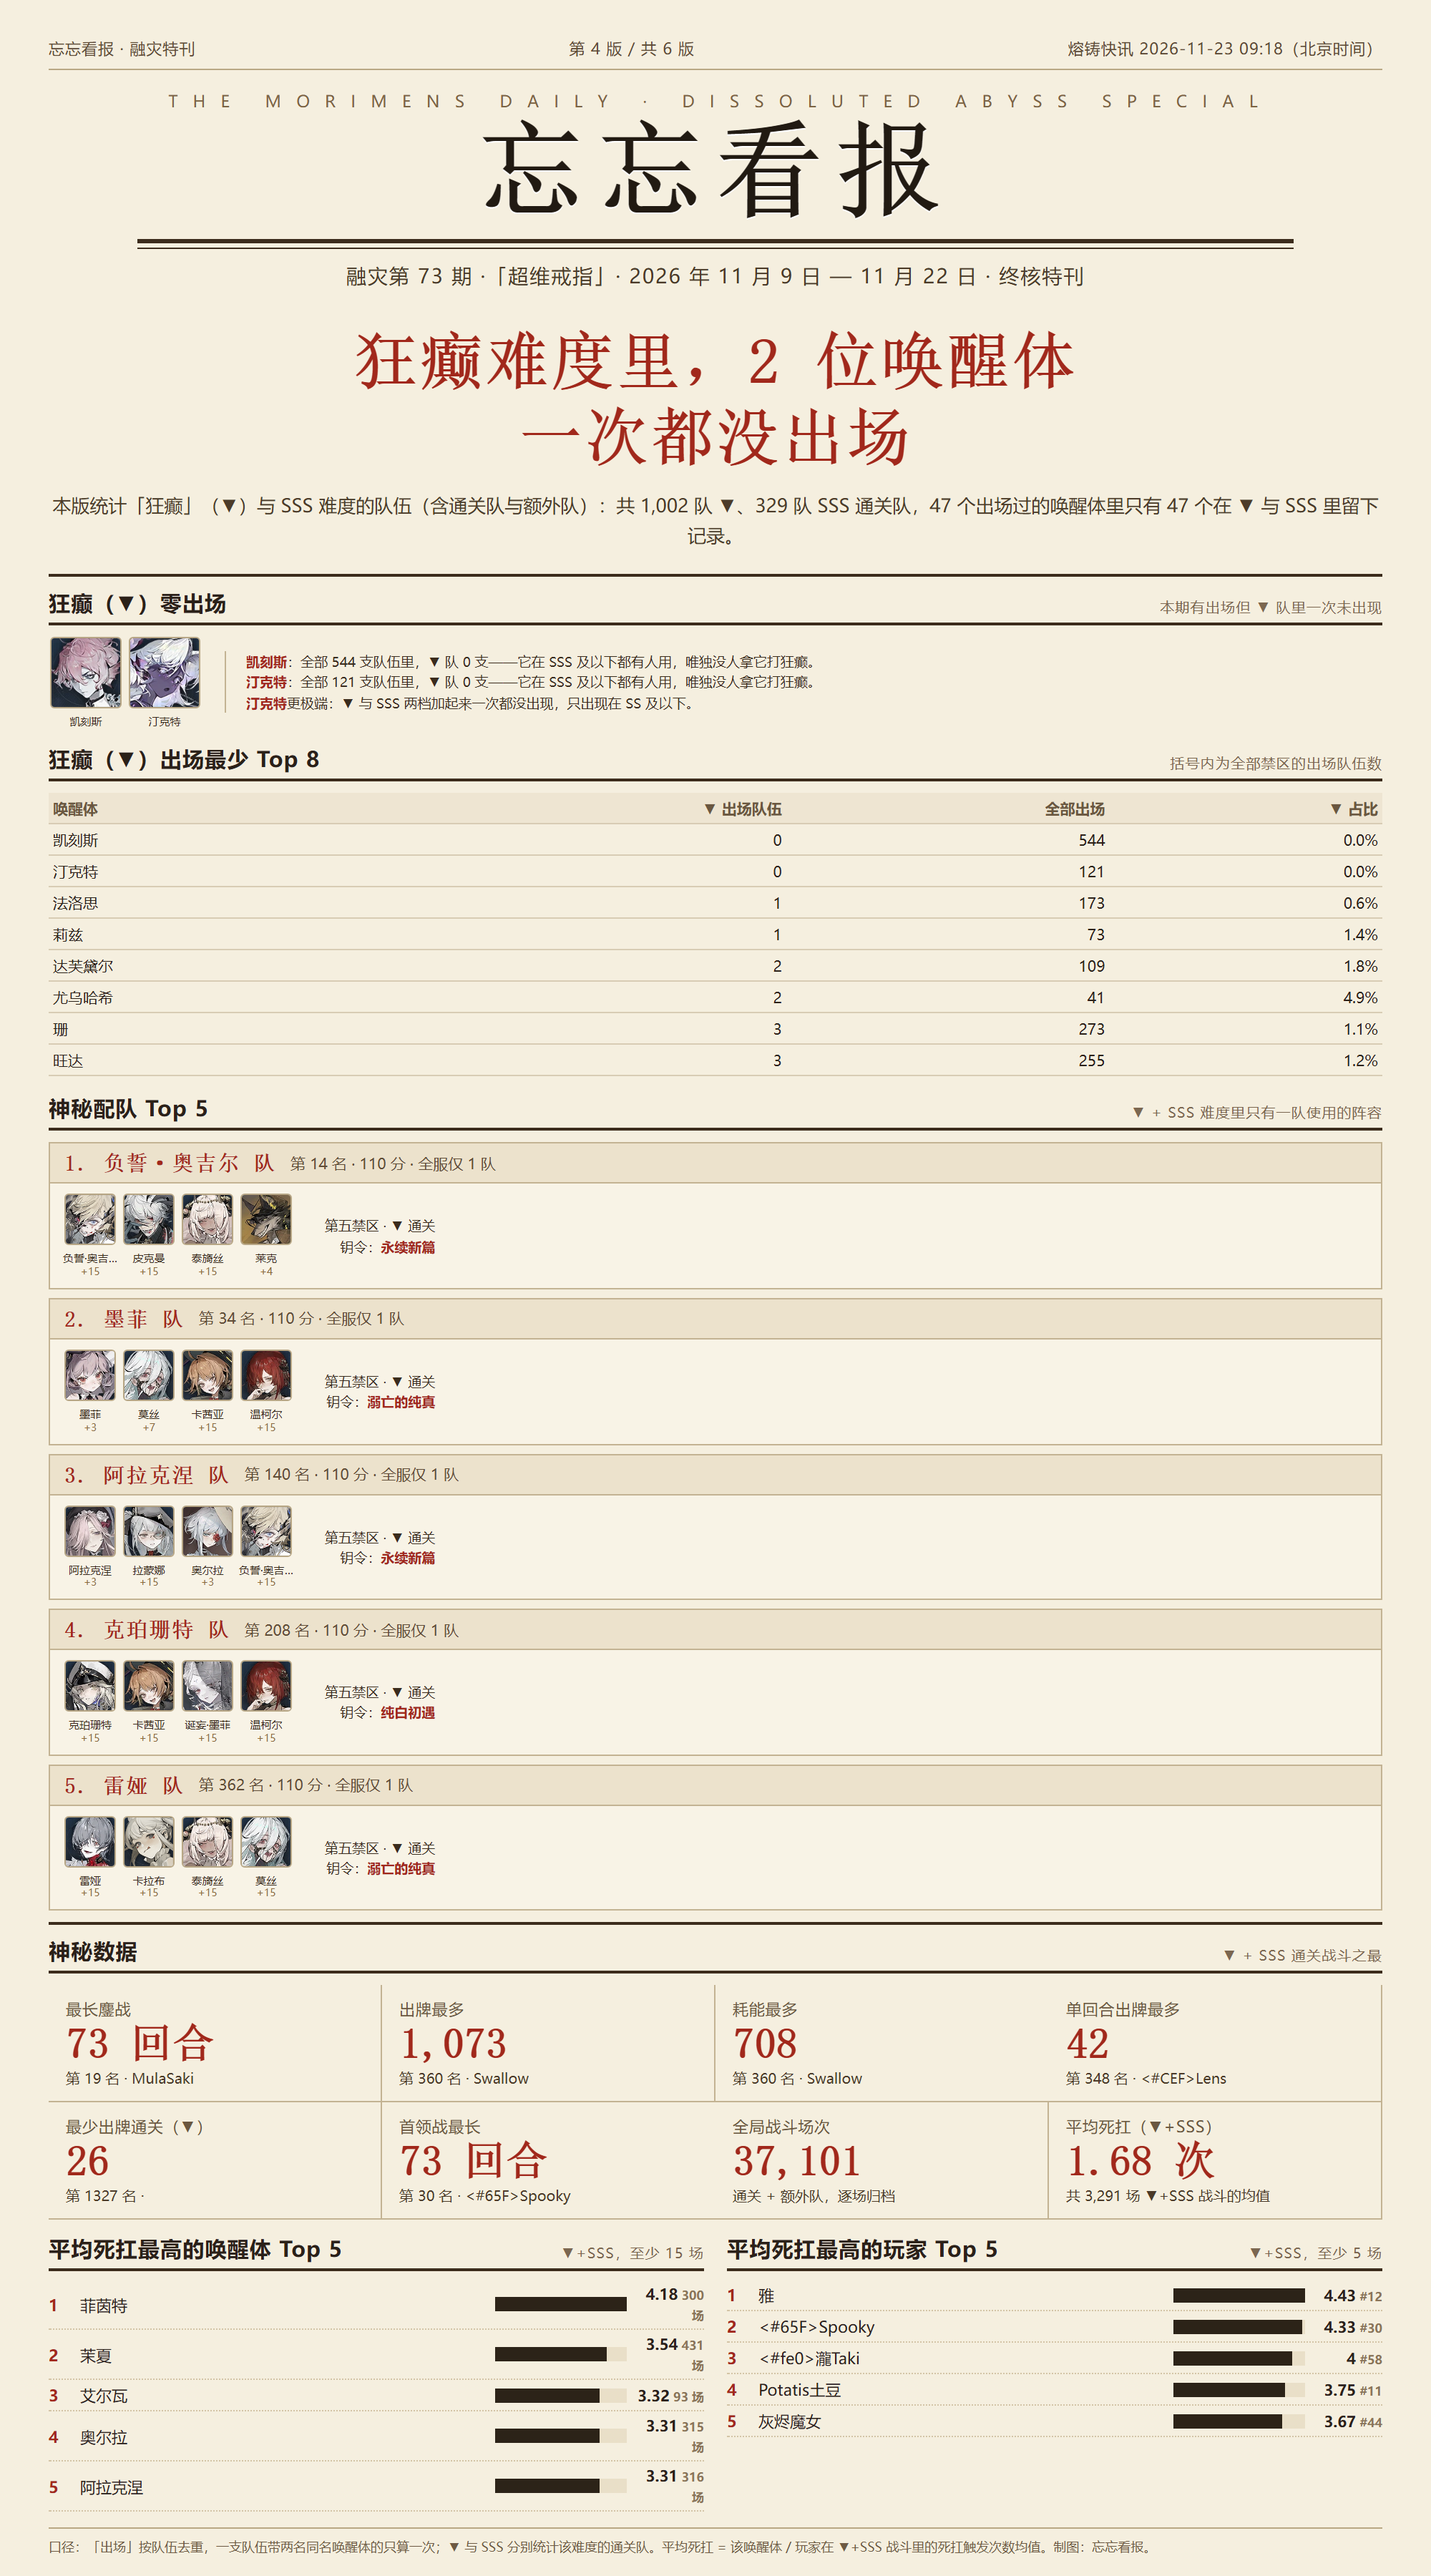 忘忘看报 · 融灾特刊
第 4 版 / 共 6 版
熔铸快讯 2026-11-23 09:18（北京时间）
THE MORIMENS DAILY · DISSOLUTED ABYSS SPECIAL
忘忘看报
融灾第 73 期 ·「超维戒指」· 2026 年 11 月 9 日 — 11 月 22 日 · 终核特刊
狂癫难度里，2 位唤醒体
一次都没出场
本版统计「狂癫」（▼）与 SSS 难度的队伍（含通关队与额外队）：共 1,002 队 ▼、329 队 SSS 通关队，47 个出场过的唤醒体里只有 47 个在 ▼ 与 SSS 里留下
记录。
狂癫（▼）零出场
本期有出场但 ▼ 队里一次未出现
凯刻斯：全部 544 支队伍里，▼ 队 0 支——它在 SSS 及以下都有人用，唯独没人拿它打狂癫。
汀克特：全部 121 支队伍里，▼ 队 0 支——它在 SSS 及以下都有人用，唯独没人拿它打狂癫。
汀克特更极端：▼ 与 SSS 两档加起来一次都没出现，只出现在 SS 及以下。
凯刻斯 汀克特
狂癫（▼）出场最少 Top 8
括号内为全部禁区的出场队伍数
唤醒体 ▼ 出场队伍 全部出场 ▼ 占比
凯刻斯 0 544 0.0%
汀克特 0 121 0.0%
法洛思 1 173 0.6%
莉兹 1 73 1.4%
达芙黛尔 2 109 1.8%
尤乌哈希 2 41 4.9%
珊 3 273 1.1%
旺达 3 255 1.2%
神秘配队 Top 5
▼ + SSS 难度里只有一队使用的阵容
1. 负誓·奥吉尔 队 第 14 名 · 110 分 · 全服仅 1 队
第五禁区 · ▼ 通关
钥令：永续新篇
负誓·奥吉... 皮克曼 泰旖丝 莱克
+15 +15 +15 +4
2. 墨菲 队 第 34 名 · 110 分 · 全服仅 1 队
第五禁区 · ▼ 通关
钥令：溺亡的纯真
墨菲 莫丝 卡茜亚 温柯尔
+3 +7 +15 +15
3. 阿拉克涅 队 第 140 名 · 110 分 · 全服仅 1 队
第五禁区 · ▼ 通关
钥令：永续新篇
阿拉克涅 拉蒙娜 奥尔拉 负誓·奥吉...
+3 +15 +3 +15
4. 克珀珊特 队 第 208 名 · 110 分 · 全服仅 1 队
第五禁区 · ▼ 通关
钥令：纯白初遇
克珀珊特 卡茜亚 诞妄·墨菲 温柯尔
+15 +15 +15 +15
5. 雷娅 队 第 362 名 · 110 分 · 全服仅 1 队
第五禁区 · ▼ 通关
钥令：溺亡的纯真
雷娅 卡拉布 泰旖丝 莫丝
+15 +15 +15 +15
神秘数据
▼ + SSS 通关战斗之最
最长鏖战 出牌最多 耗能最多 单回合出牌最多
73 回合 1,073 708 42
第 19 名 · MulaSaki 第 360 名 · Swallow 第 360 名 · Swallow 第 348 名 · <#CEF>Lens
最少出牌通关（▼） 首领战最长 全局战斗场次 平均死扛（▼+SSS）
26 73 回合 37,101 1.68 次
第 1327 名 · 第 30 名 · <#65F>Spooky 通关 + 额外队，逐场归档 共 3,291 场 ▼+SSS 战斗的均值
平均死扛最高的唤醒体 Top 5
▼+SSS，至少 15 场
1 菲茵特 4.18 300
场
2 茉夏 3.54 431
场
3 艾尔瓦 3.32 93 场
4 奥尔拉 3.31 315
场
5 阿拉克涅 3.31 316
场
平均死扛最高的玩家 Top 5
▼+SSS，至少 5 场
1 雅 4.43 #12
2 <#65F>Spooky 4.33 #30
3 <#fe0>瀧Taki 4 #58
4 Potatis土豆 3.75 #11
5 灰烬魔女 3.67 #44
口径：「出场」按队伍去重，一支队伍带两名同名唤醒体的只算一次；▼ 与 SSS 分别统计该难度的通关队。平均死扛 = 该唤醒体 / 玩家在 ▼+SSS 战斗里的死扛触发次数均值。制图：忘忘看报。